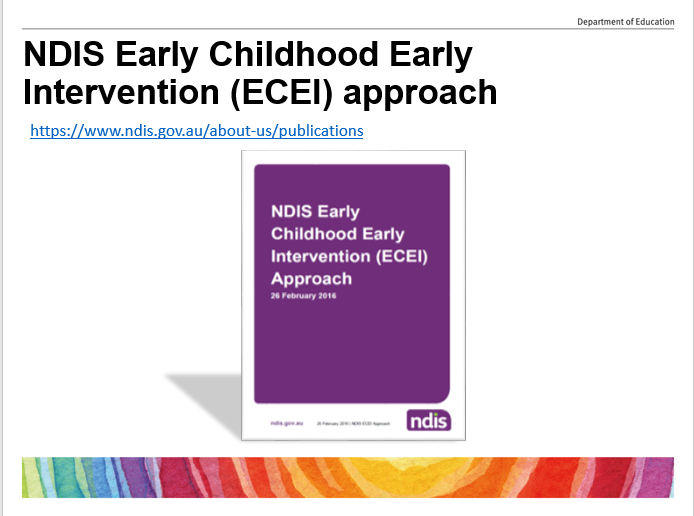 Department of Education
NDIS Early Childhood Early
Intervention (ECEI) approach
https://www.ndis.gov.au/about-us/publications
NDIS Early
Childhood Early
Intervention (ECEI)
Approach
26 February 2016
ndis.gov.au
26 February 2016 | NDIS ECEI Approach
ndis